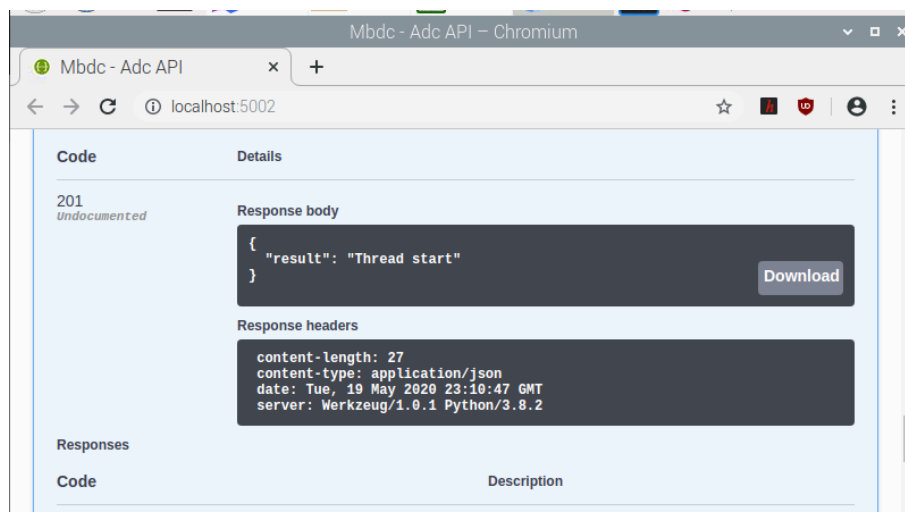 Mbdc - Adc API – Chromium
Mbdc - Adc API
localhost:5002
Code Details
201
Undocumented
Response body
{
"result": "Thread start"
}
Download
Response headers
content-length: 27
content-type: application/json
date: Tue, 19 May 2020 23:10:47 GMT
server: Werkzeug/1.0.1 Python/3.8.2
Responses
Code Description